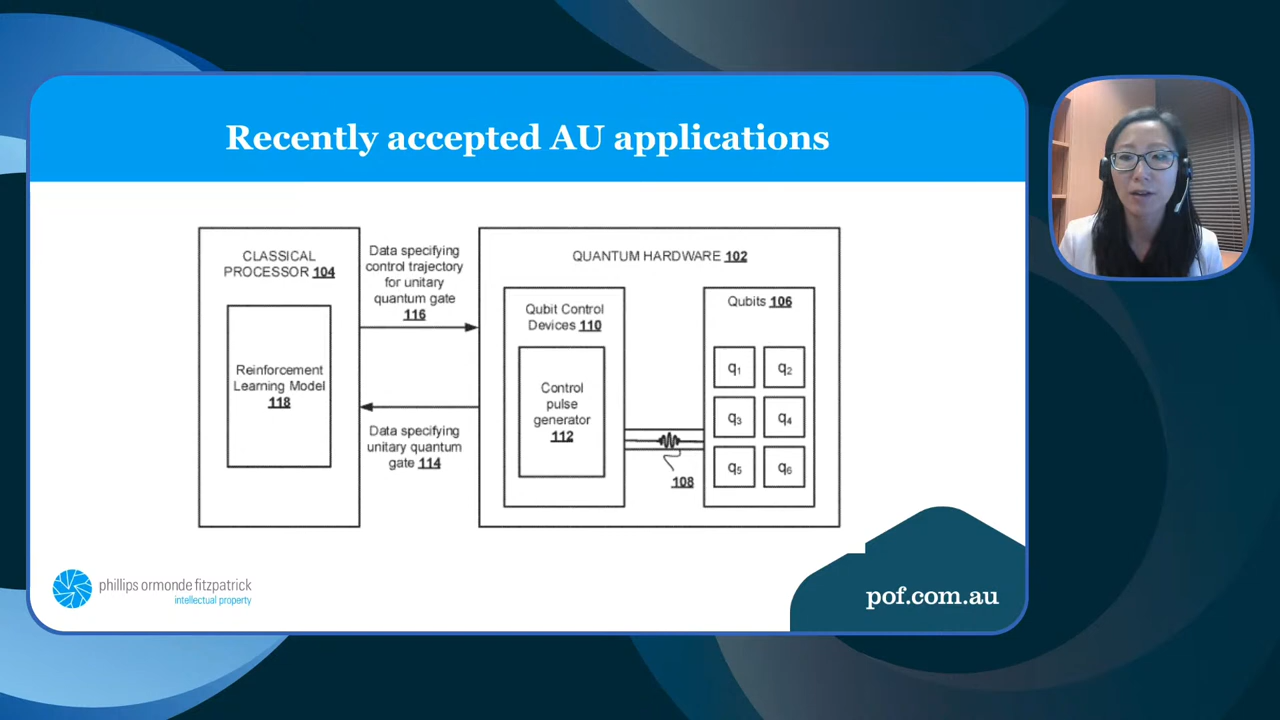 Recently accepted AU applications
CLASSICAL
PROCESSOR 104
Reinforcement
Learning Model
118
Data specifying
control trajectory
for unitary
quantum gate
116
Data specifying
unitary quantum
gate 114
QUANTUM HARDWARE 102
Qubit Control
Devices 110
Control
pulse
generator
112
108
Qubits 106
q₁ q₂
q₃ q₄
q₅ q₆
phillips ormonde fitzpatrick
intellectual property
pof.com.au